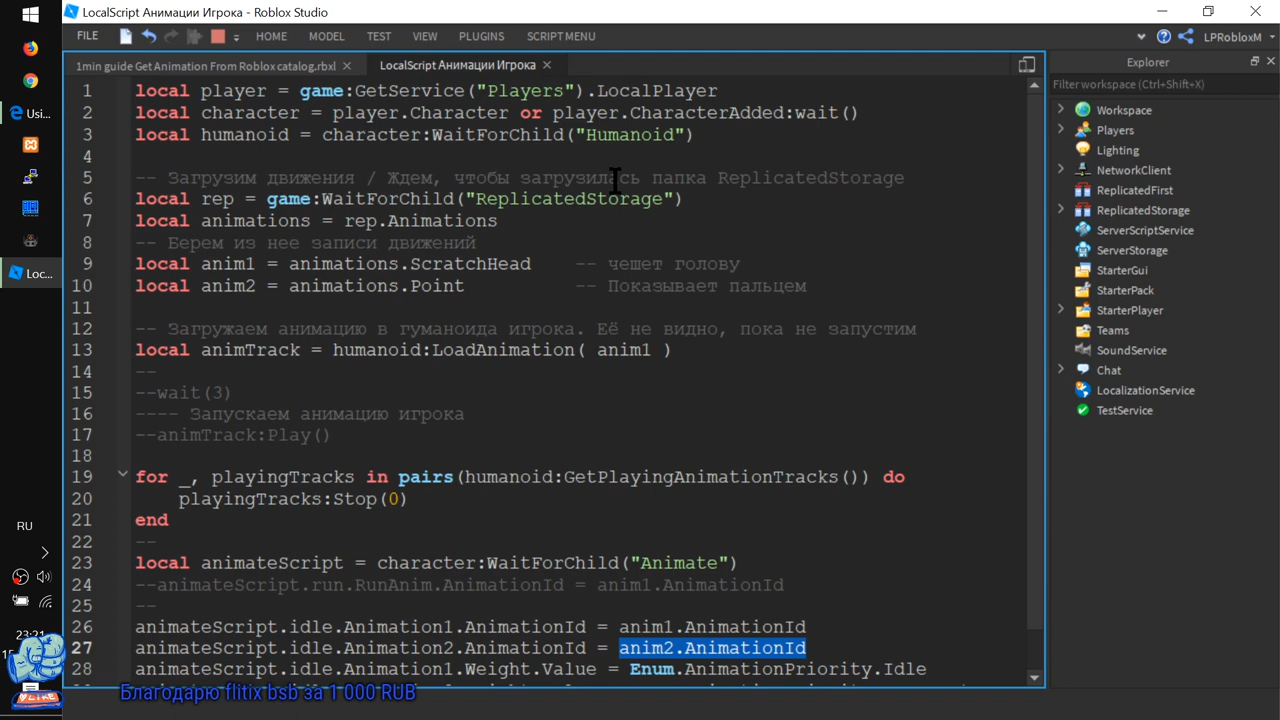 LocalScript Анимации Игрока - Roblox Studio
FILE HOME MODEL TEST VIEW PLUGINS SCRIPT MENU LPRobloxM
1min guide Get Animation From Roblox catalog.rbxl LocalScript Анимации Игрока
Explorer
Filter workspace (Ctrl+Shift+X)
1 local player = game:GetService("Players").LocalPlayer
2 local character = player.Character or player.CharacterAdded:wait()
3 local humanoid = character:WaitForChild("Humanoid")
4
5 -- Загрузим движения / Ждем, чтобы загрузилась папка ReplicatedStorage
6 local rep = game:WaitForChild("ReplicatedStorage")
7 local animations = rep.Animations
8 -- Берем из нее записи движений
9 local anim1 = animations.ScratchHead -- чешет голову
10 local anim2 = animations.Point -- Показывает пальцем
11
12 -- Загружаем анимацию в гуманоида игрока. Её не видно, пока не запустим
13 local animTrack = humanoid:LoadAnimation( anim1 )
14 --
15 --wait(3)
16 ---- Запускаем анимацию игрока
17 --animTrack:Play()
18
19 for _, playingTracks in pairs(humanoid:GetPlayingAnimationTracks()) do
20 playingTracks:Stop(0)
21 end
22 --
23 local animateScript = character:WaitForChild("Animate")
24 --animateScript.run.RunAnim.AnimationId = anim1.AnimationId
25 --
26 animateScript.idle.Animation1.AnimationId = anim1.AnimationId
27 animateScript.idle.Animation2.AnimationId = anim2.AnimationId
28 animateScript.idle.Animation1.Weight.Value = Enum.AnimationPriority.Idle
Workspace
Players
Lighting
NetworkClient
ReplicatedFirst
ReplicatedStorage
ServerScriptService
ServerStorage
StarterGui
StarterPack
StarterPlayer
Teams
SoundService
Chat
LocalizationService
TestService
Usi...
Loc...
RU
23:21
LIKE
Благодарю flitix bsb за 1 000 RUB